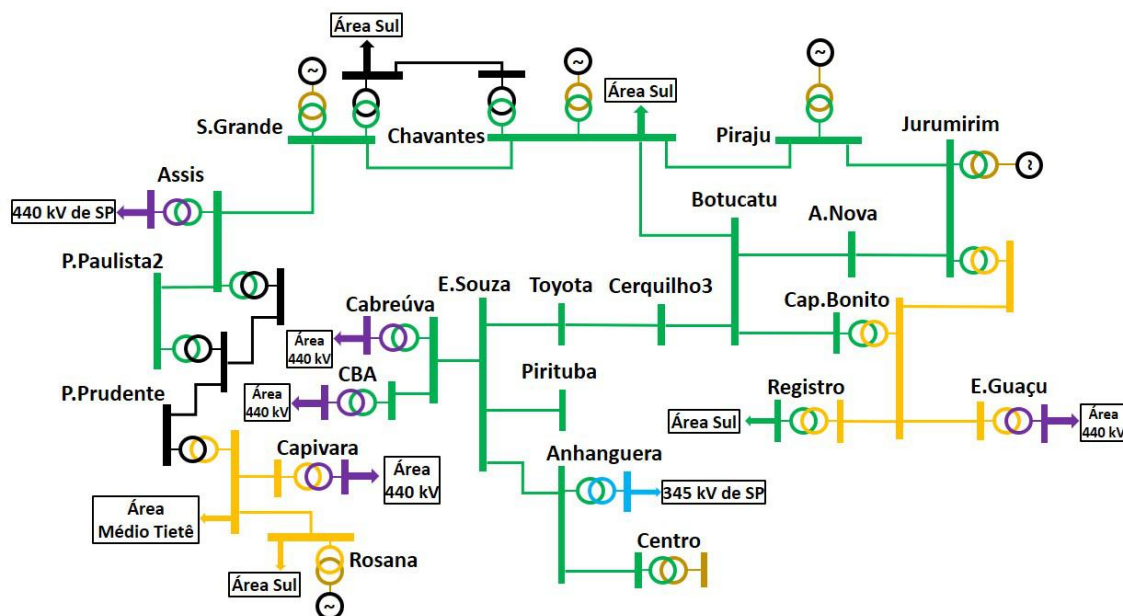 Área Sul
~
~
~
S.Grande
Chavantes
Área Sul
Piraju
Jurumirim
~
Assis
440 kV de SP
Botucatu
A.Nova
P.Paulista2
E.Souza
Toyota
Cerquilho3
Cap.Bonito
Cabreúva
Área
440 kV
CBA
Área
440 kV
Pirituba
Registro
E.Guaçu
Área Sul
Área
440 kV
P.Prudente
Capivara
Área
440 kV
Anhanguera
345 kV de SP
Área
Médio Tietê
Centro
Área Sul
Rosana
~